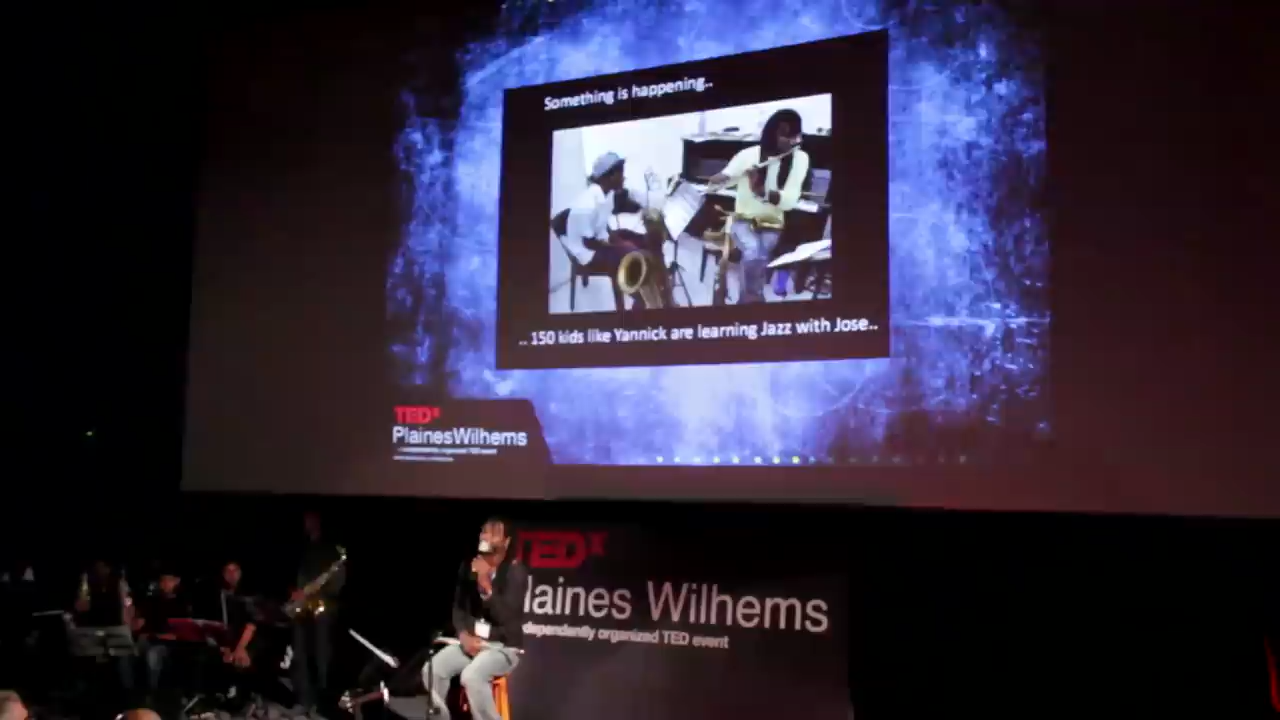 Something is happening..
.. 150 kids like Yannick are learning Jazz with Jose..
TEDx
PlainesWilhems
TEDx
laines Wilhems
dependently organized TED event